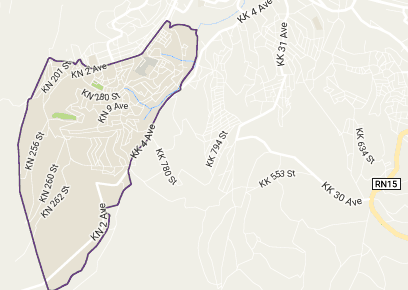 KK 4 Ave
KK 31 Ave
KN 201 St
KN 2 Ave
KN 280 St
KN 9 Ave
KN 256 St
KK 4 Ave
KK 794 St
KK 634 St
KK 780 St
KN 260 St
KN 262 St
KK 553 St
KK 30 Ave
RN15
KN 2 Ave